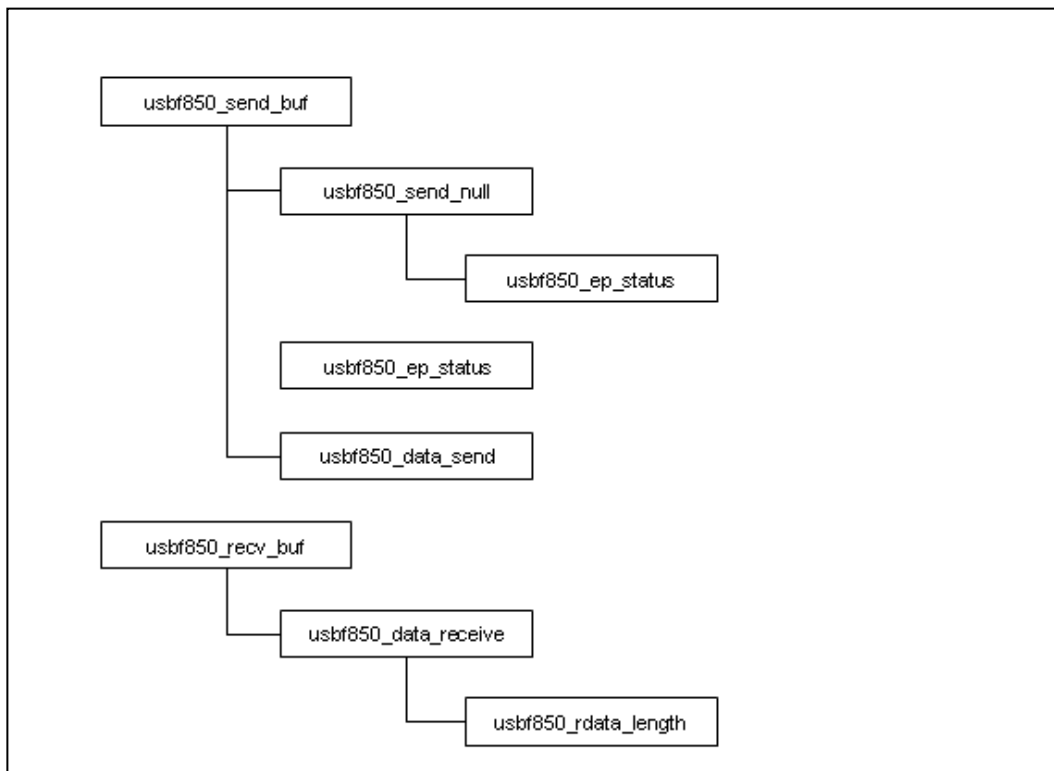 usbf850_send_buf
usbf850_send_null
usbf850_ep_status
usbf850_ep_status
usbf850_data_send
usbf850_recv_buf
usbf850_data_receive
usbf850_rdata_length